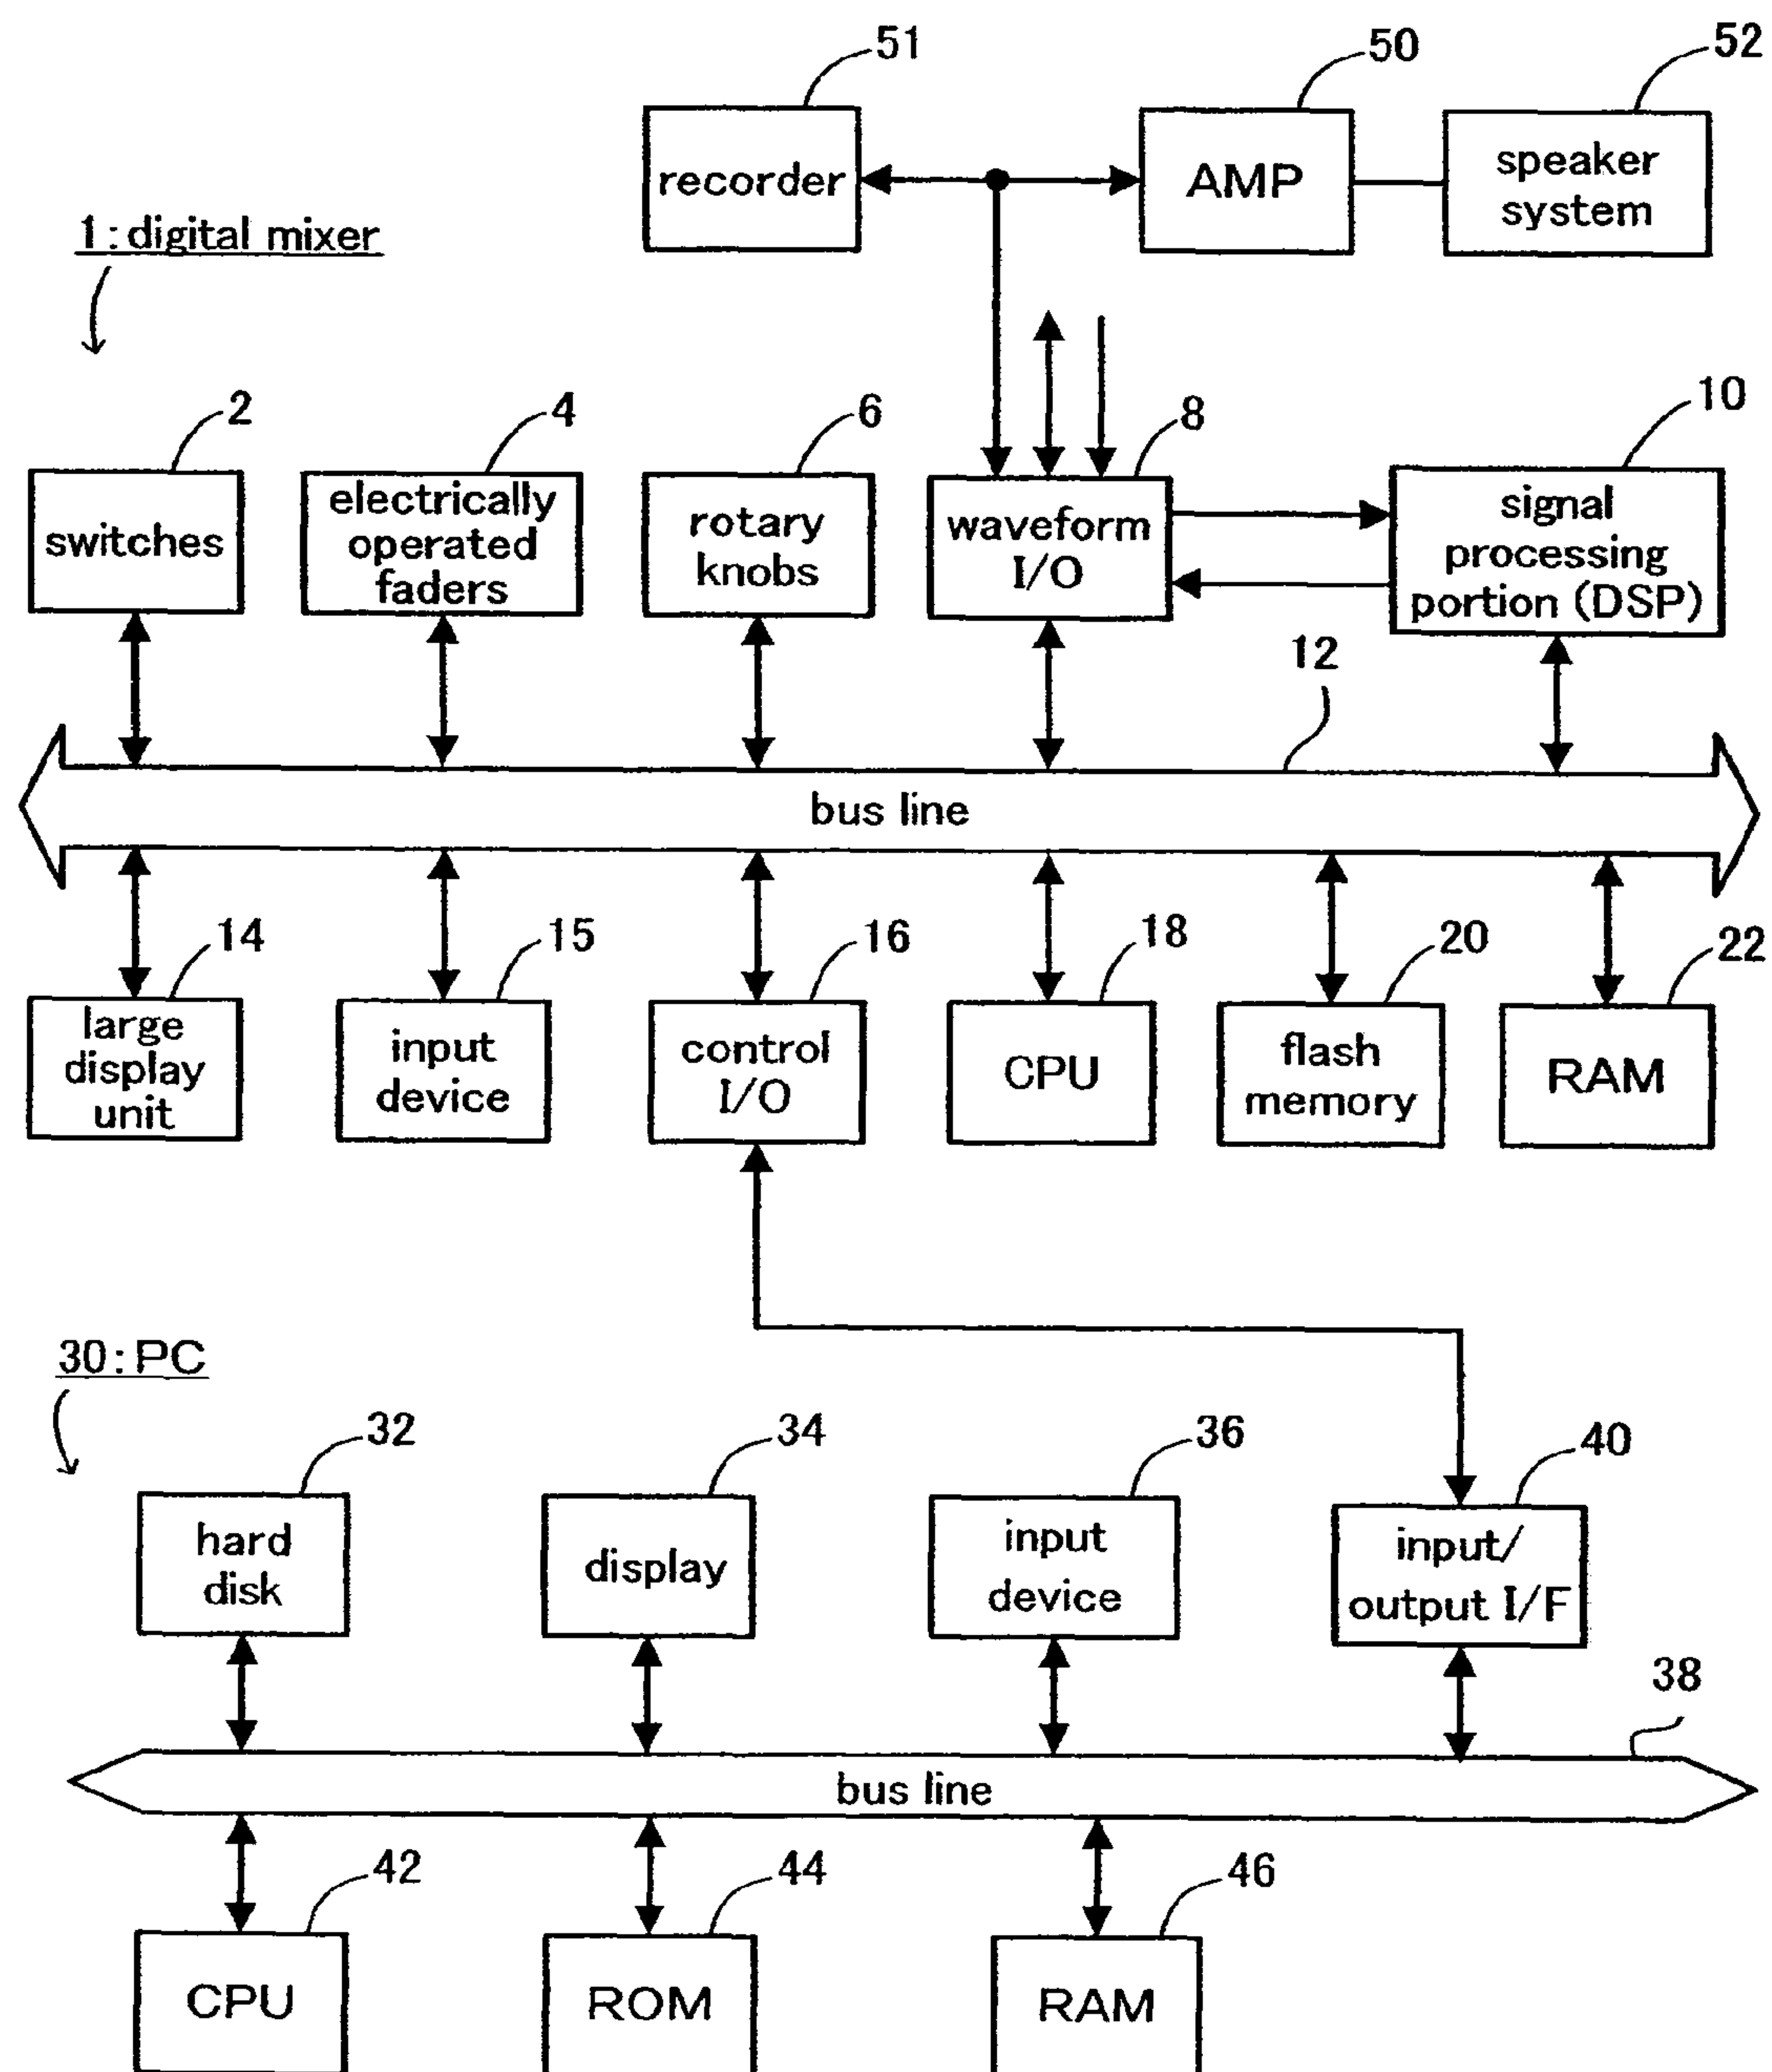 51
50
52
recorder
AMP
speaker
system
1:digital mixer
2
4
6
8
10
switches
electrically
operated
faders
rotary
knobs
waveform
I/O
signal
processing
portion (DSP)
12
bus line
14
15
16
18
20
22
large
display
unit
input
device
control
I/O
CPU
flash
memory
RAM
30:PC
32
34
36
40
hard
disk
display
input
device
input/
output I/F
38
bus line
42
44
46
CPU
ROM
RAM